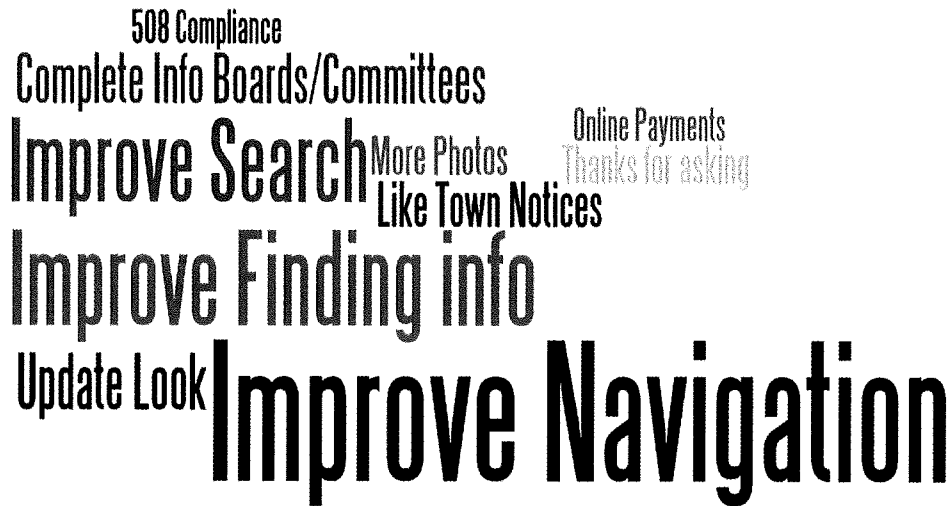 508 Compliance
Complete Info Boards/Committees
Online Payments
Improve Search
More Photos
Thanks for asking
Like Town Notices
Improve Finding info
Update Look
Improve Navigation